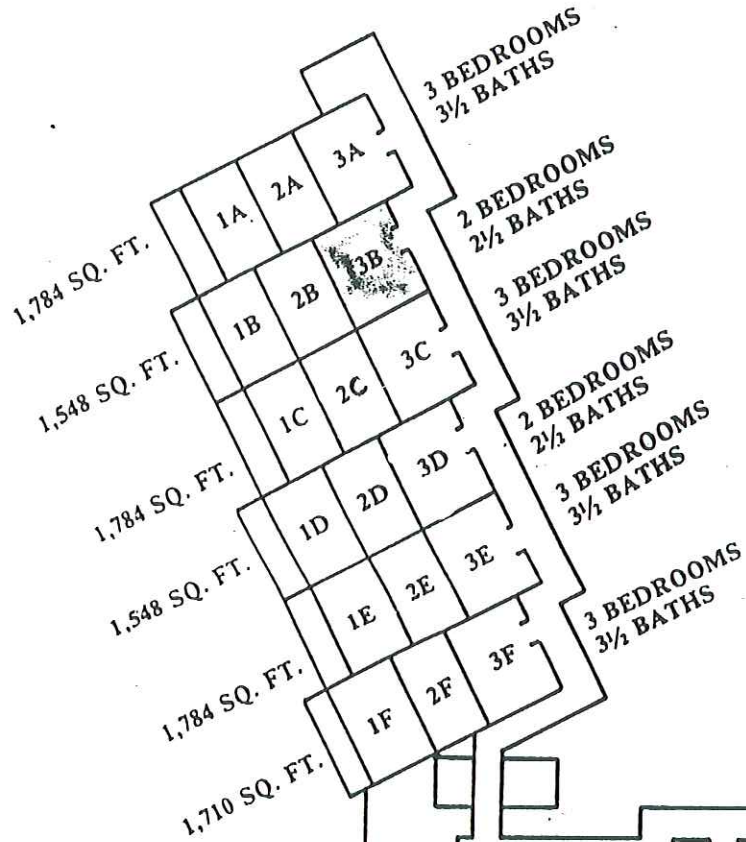 3 BEDROOMS
3½ BATHS
1A 2A 3A
1,784 SQ. FT.
2 BEDROOMS
2½ BATHS
1B 2B 3B
1,548 SQ. FT.
3 BEDROOMS
3½ BATHS
1C 2C 3C
1,784 SQ. FT.
2 BEDROOMS
2½ BATHS
1D 2D 3D
1,548 SQ. FT.
3 BEDROOMS
3½ BATHS
1E 2E 3E
1,784 SQ. FT.
3 BEDROOMS
3½ BATHS
1F 2F 3F
1,710 SQ. FT.